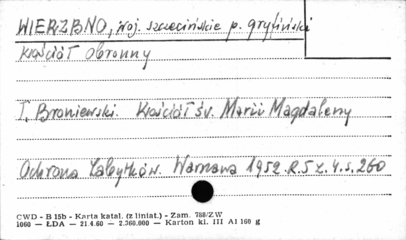 WIERZBNO, woj. szczecińskie p. gryfiński
kościół obronny
T. Broniewski. Kościół św. Marii Magdaleny
Ochrona Zabytków. Warszawa 1952. R.5 z.4.s.260
CWD - B 15b - Karta katal. (z liniat.) - Zam. 788/ZW
1060 — ŁDA — 21.4.60 — 2.360.000 — Karton kl. III A1 160 g